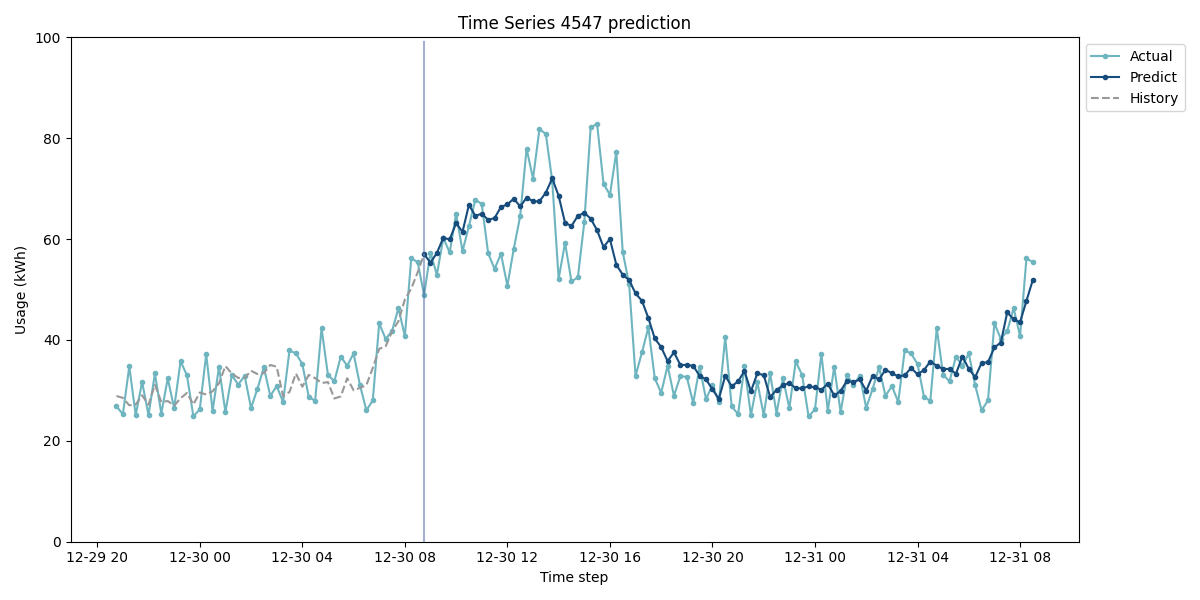 Time Series 4547 prediction
100
80
60
40
20
0
Usage (kWh)
12-29 20
12-30 00
12-30 04
12-30 08
12-30 12
12-30 16
12-30 20
12-31 00
12-31 04
12-31 08
Time step
Actual
Predict
History